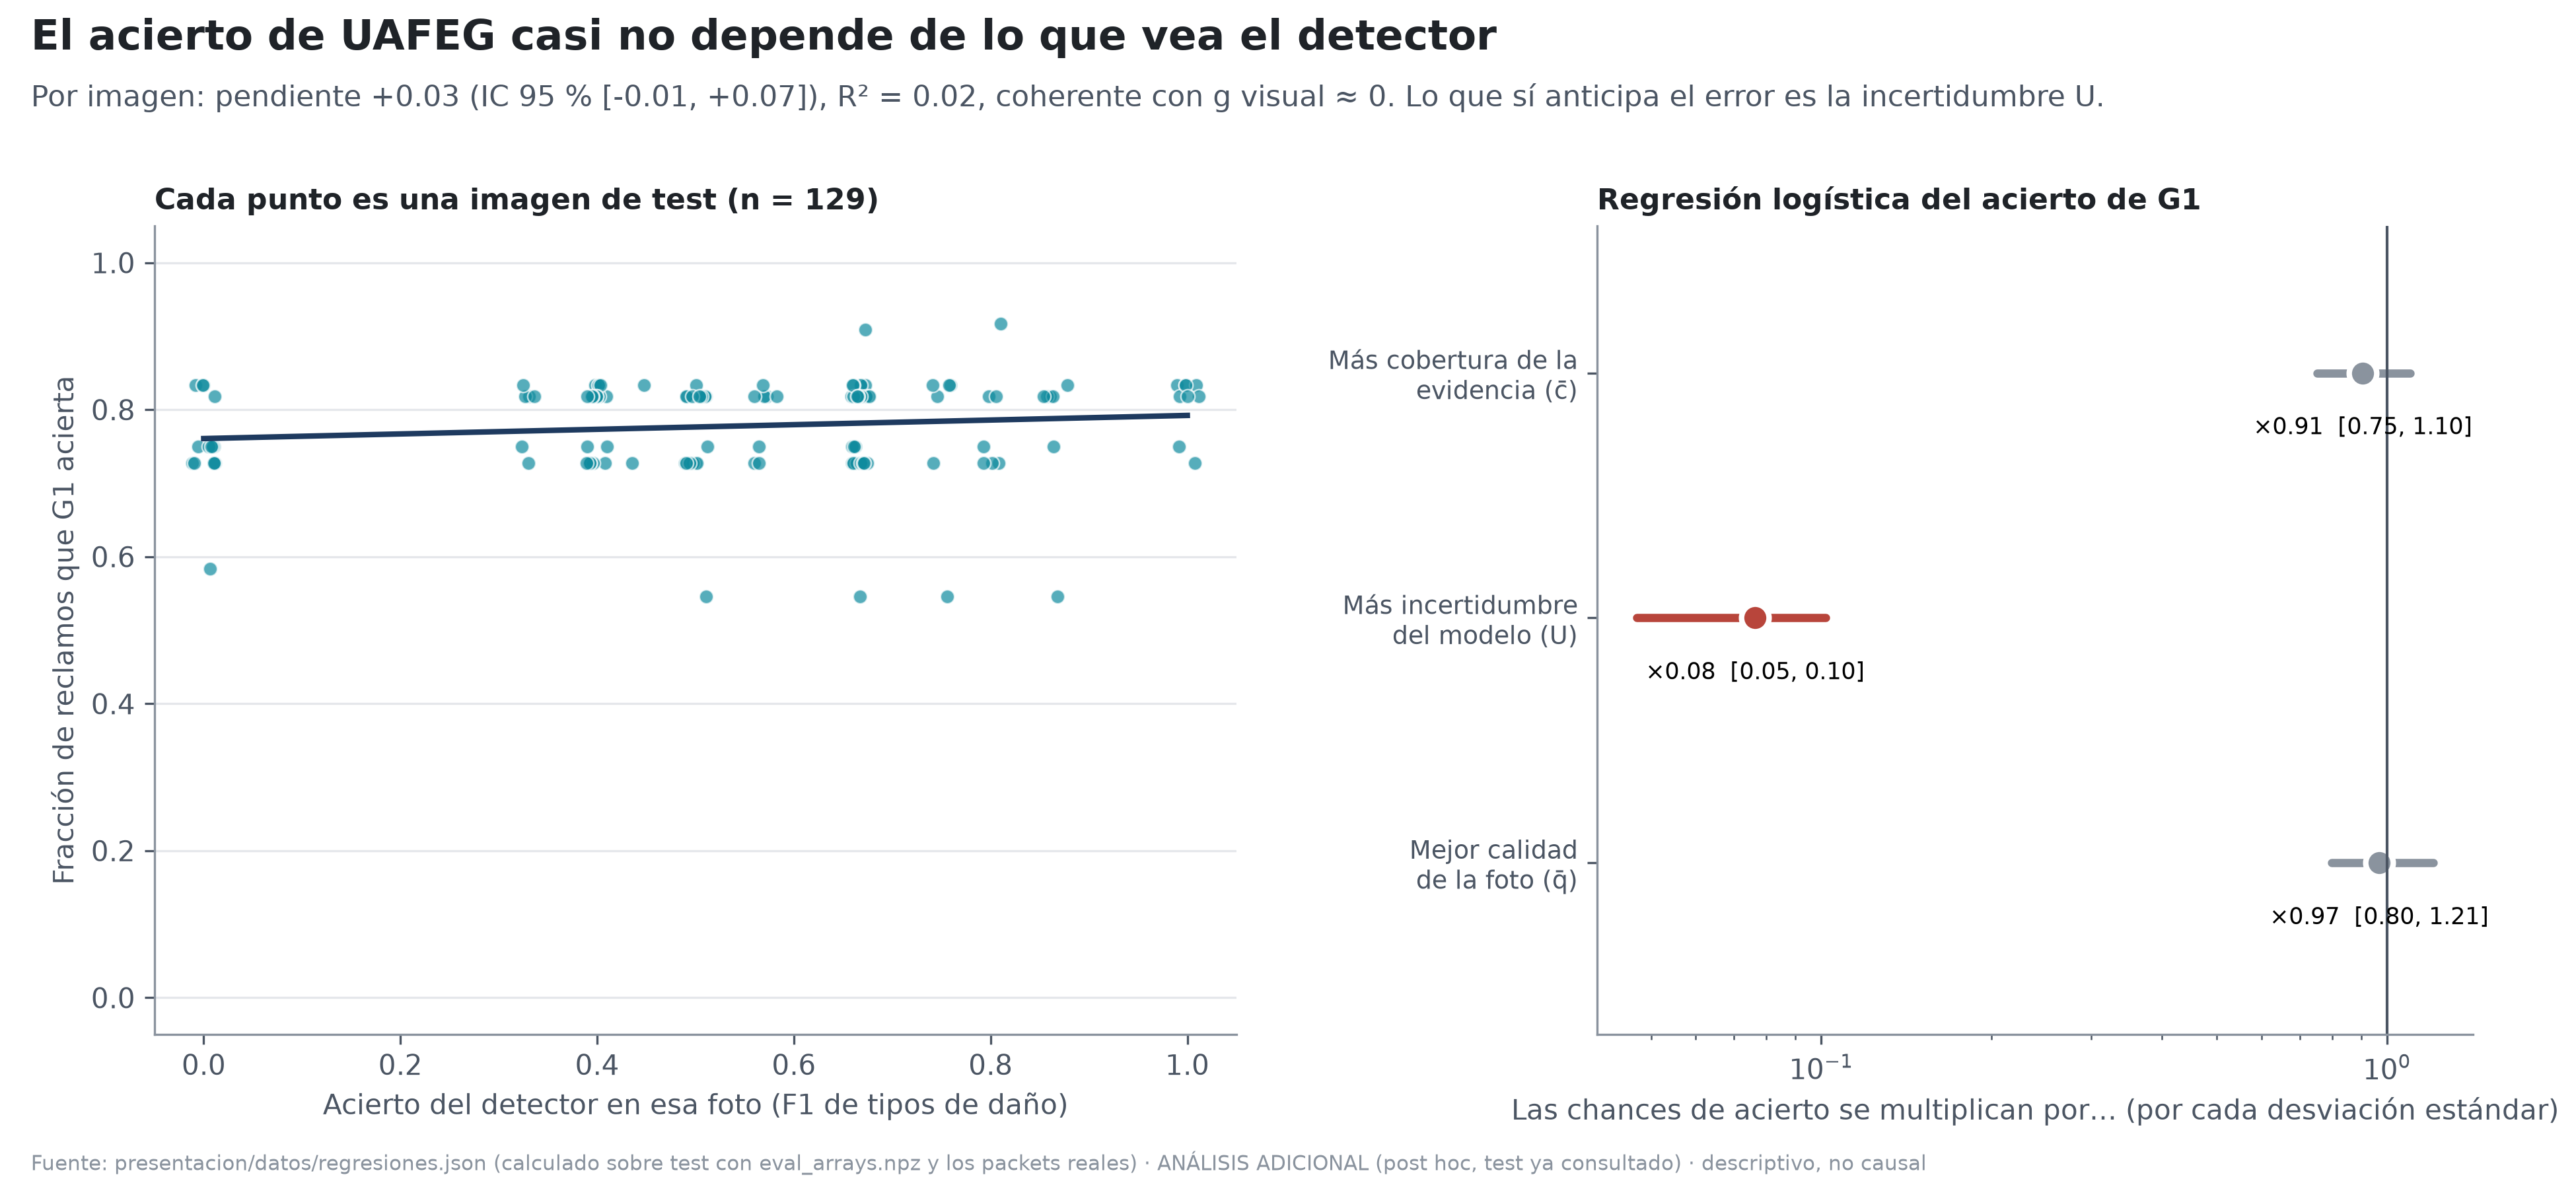 El acierto de UAFEG casi no depende de lo que vea el detector
Por imagen: pendiente +0.03 (IC 95 % [-0.01, +0.07]), R² = 0.02, coherente con g visual ≈ 0. Lo que sí anticipa el error es la incertidumbre U.
Cada punto es una imagen de test (n = 129)
Fracción de reclamos que G1 acierta
1.0
0.8
0.6
0.4
0.2
0.0
0.0 0.2 0.4 0.6 0.8 1.0
Acierto del detector en esa foto (F1 de tipos de daño)
Regresión logística del acierto de G1
Más cobertura de la
evidencia (c̄)
×0.91 [0.75, 1.10]
Más incertidumbre
del modelo (U)
×0.08 [0.05, 0.10]
Mejor calidad
de la foto (q̄)
×0.97 [0.80, 1.21]
10⁻¹ 10⁰
Las chances de acierto se multiplican por… (por cada desviación estándar)
Fuente: presentacion/datos/regresiones.json (calculado sobre test con eval_arrays.npz y los packets reales) · ANÁLISIS ADICIONAL (post hoc, test ya consultado) · descriptivo, no causal